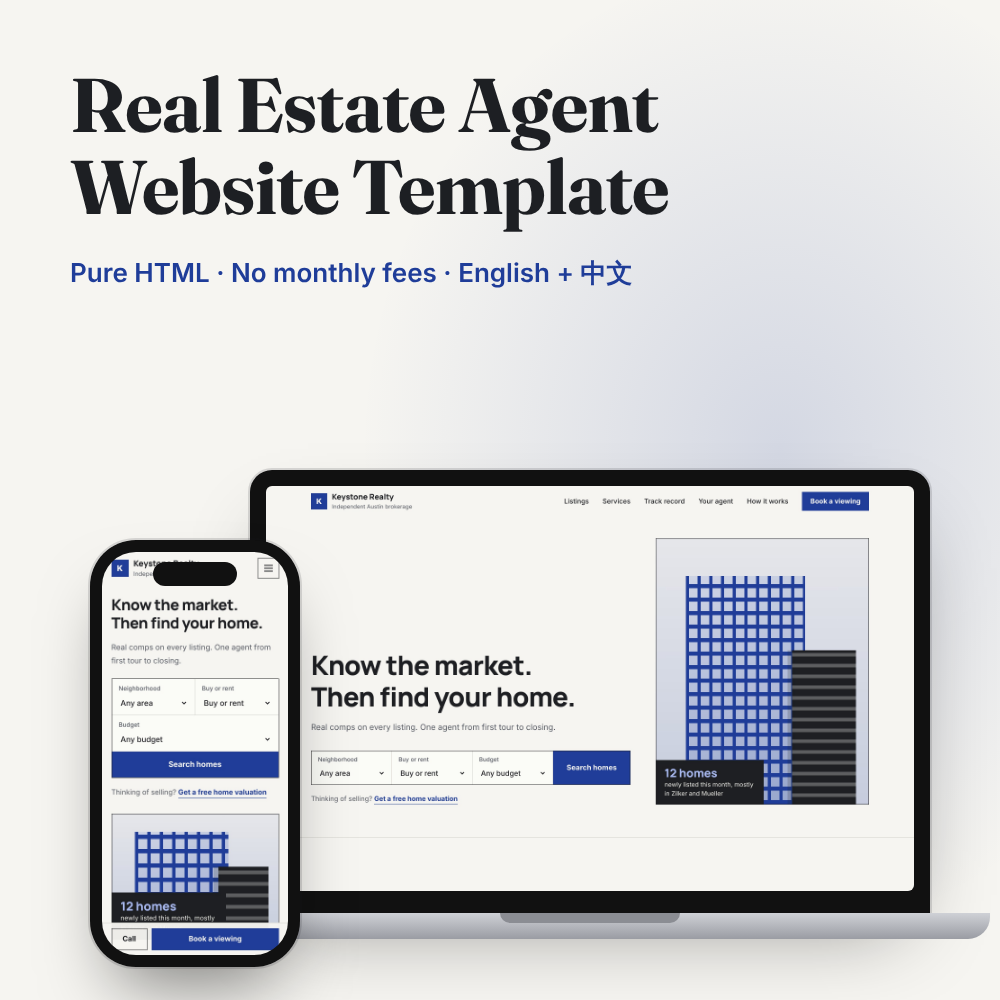 Real Estate Agent
Website Template
Pure HTML · No monthly fees · English + 中文
K
Keystone Realty
Independent Austin brokerage
Listings
Services
Track record
Your agent
How it works
Book a viewing
Know the market.
Then find your home.
Real comps on every listing. One agent from first tour to closing.
Neighborhood
Any area
Buy or rent
Buy or rent
Budget
Any budget
Search homes
Thinking of selling? Get a free home valuation
12 homes
newly listed this month, mostly
in Zilker and Mueller
K
Know the market.
Then find your home.
Real comps on every listing. One agent from
first tour to closing.
Neighborhood
Any area
Buy or rent
Buy or rent
Budget
Any budget
Search homes
Thinking of selling? Get a free home valuation
12 homes
newly listed this month, mostly
Call
Book a viewing